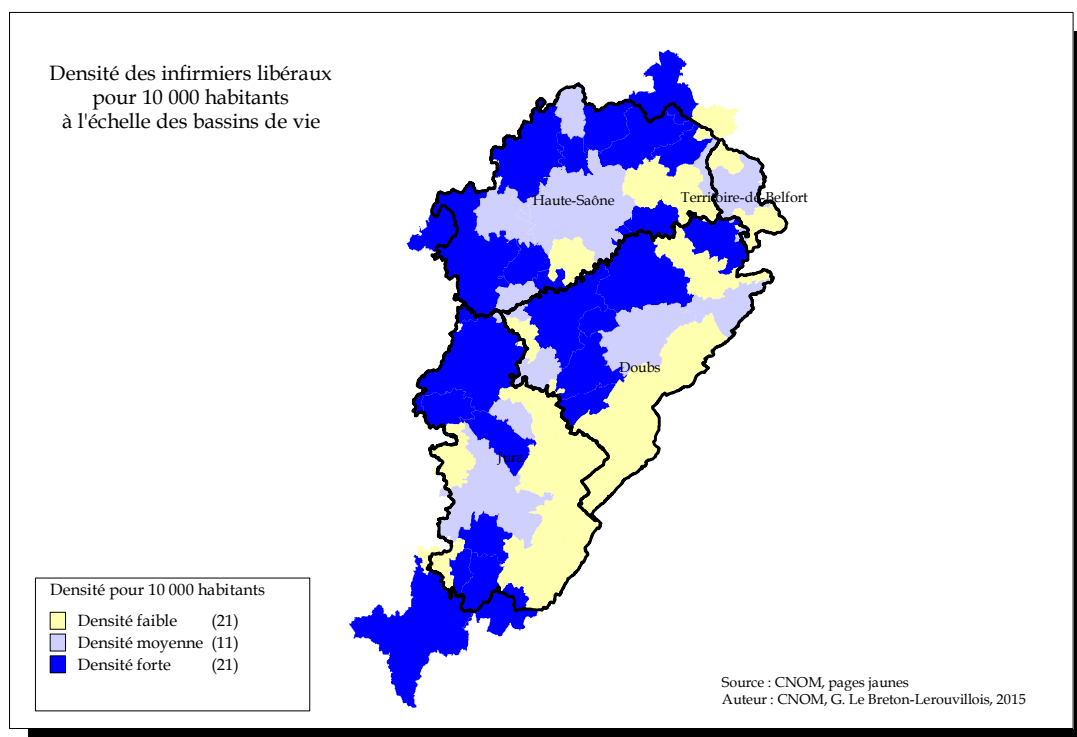 Densité des infirmiers libéraux
pour 10 000 habitants
à l'échelle des bassins de vie
Haute-Saône
Territoire-de-Belfort
Doubs
Jura
Densité pour 10 000 habitants
Densité faible (21)
Densité moyenne (11)
Densité forte (21)
Source : CNOM, pages jaunes
Auteur : CNOM, G. Le Breton-Lerouvillois, 2015